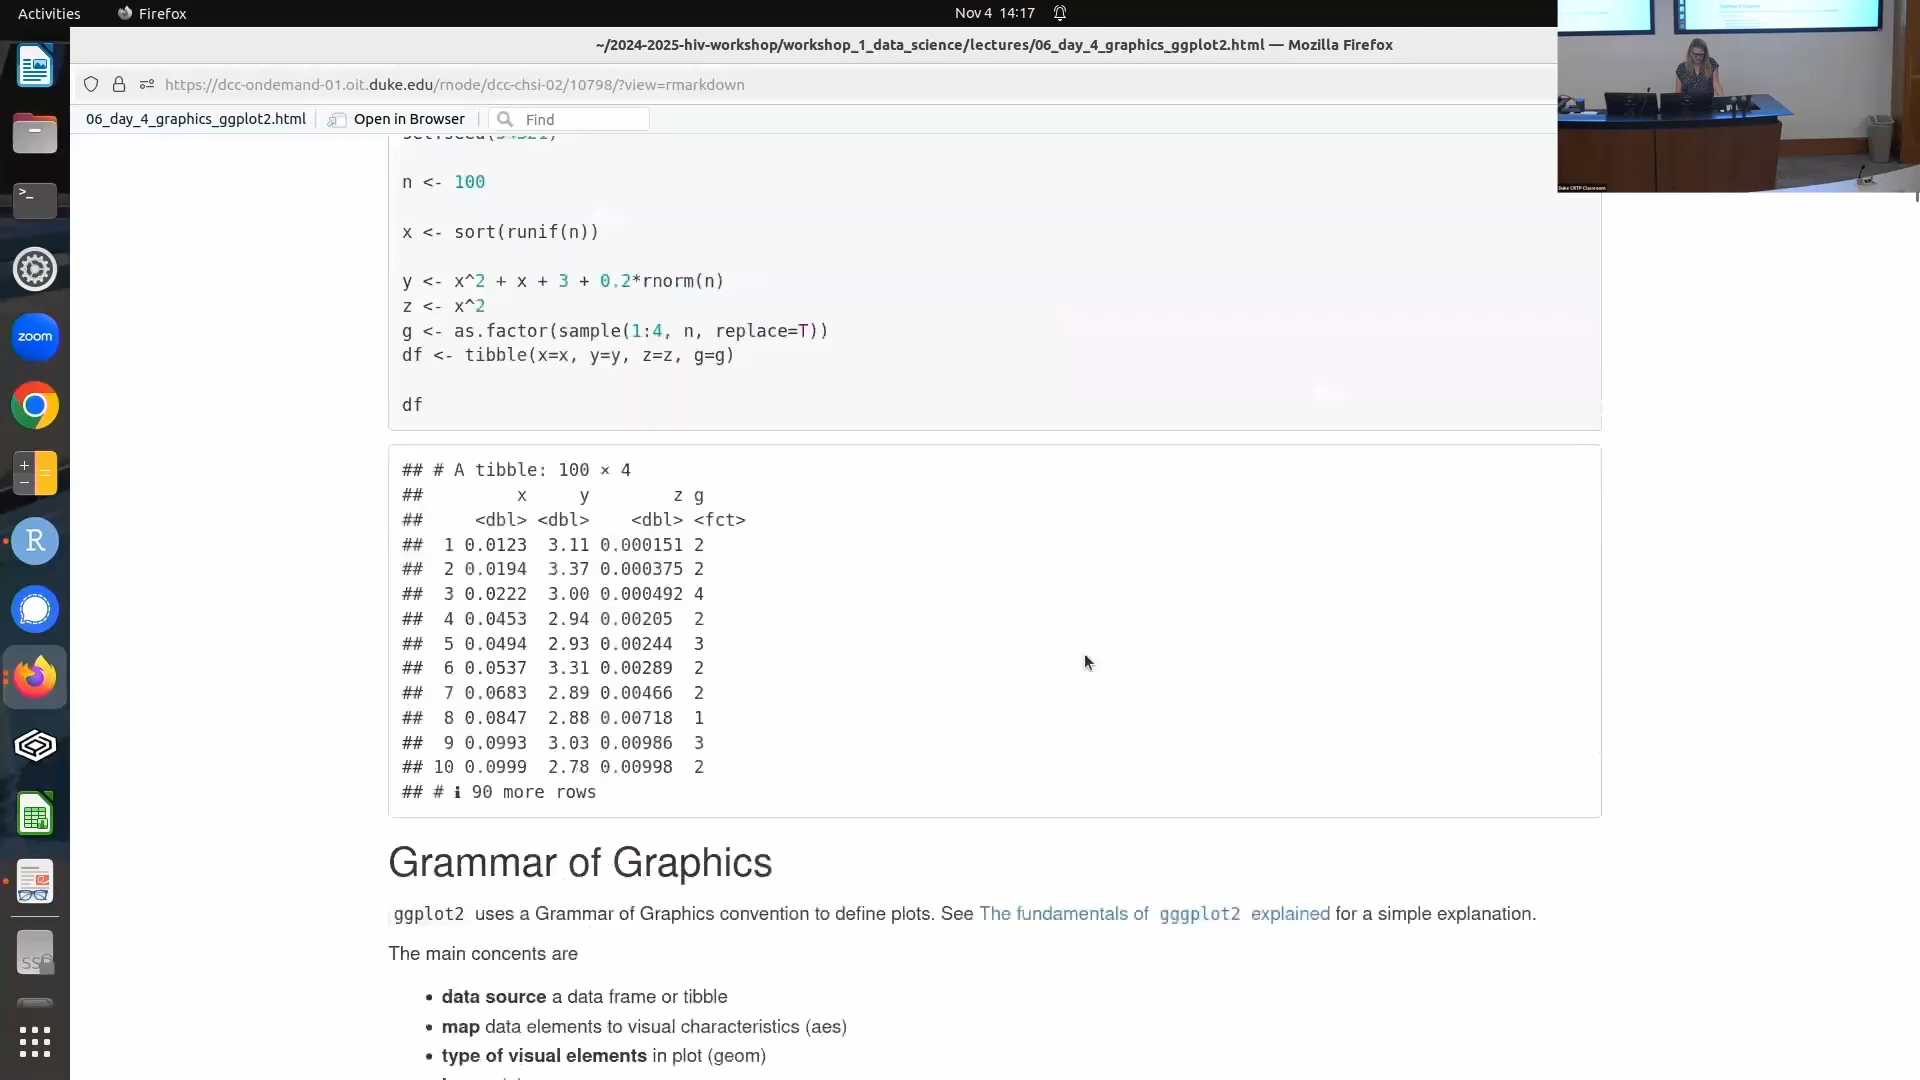 Activities
Firefox
Nov 4 14:17
~/2024-2025-hiv-workshop/workshop_1_data_science/lectures/06_day_4_graphics_ggplot2.html — Mozilla Firefox
https://dcc-ondemand-01.oit.duke.edu/rnode/dcc-chsi-02/10798/?view=rmarkdown
06_day_4_graphics_ggplot2.html
Open in Browser
Find
n <- 100
x <- sort(runif(n))
y <- x^2 + x + 3 + 0.2*rnorm(n)
z <- x^2
g <- as.factor(sample(1:4, n, replace=T))
df <- tibble(x=x, y=y, z=z, g=g)
df
## # A tibble: 100 × 4
## x y z g
## <dbl> <dbl> <dbl> <fct>
## 1 0.0123 3.11 0.000151 2
## 2 0.0194 3.37 0.000375 2
## 3 0.0222 3.00 0.000492 4
## 4 0.0453 2.94 0.00205 2
## 5 0.0494 2.93 0.00244 3
## 6 0.0537 3.31 0.00289 2
## 7 0.0683 2.89 0.00466 2
## 8 0.0847 2.88 0.00718 1
## 9 0.0993 3.03 0.00986 3
## 10 0.0999 2.78 0.00998 2
## # ℹ 90 more rows
Grammar of Graphics
ggplot2 uses a Grammar of Graphics convention to define plots. See The fundamentals of gggplot2 explained for a simple explanation.
The main concents are
• data source a data frame or tibble
• map data elements to visual characteristics (aes)
• type of visual elements in plot (geom)
zoom
R
SSD
Duke CRTP Classroom